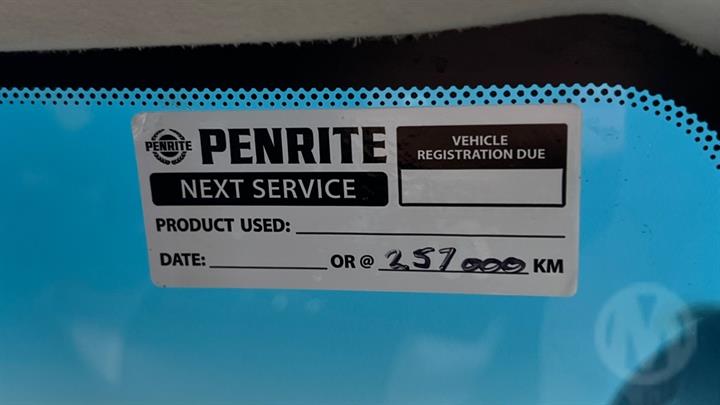 PENRITE
PENRITE
VEHICLE
REGISTRATION DUE
NEXT SERVICE
PRODUCT USED:
DATE: OR @ 257000 KM
M